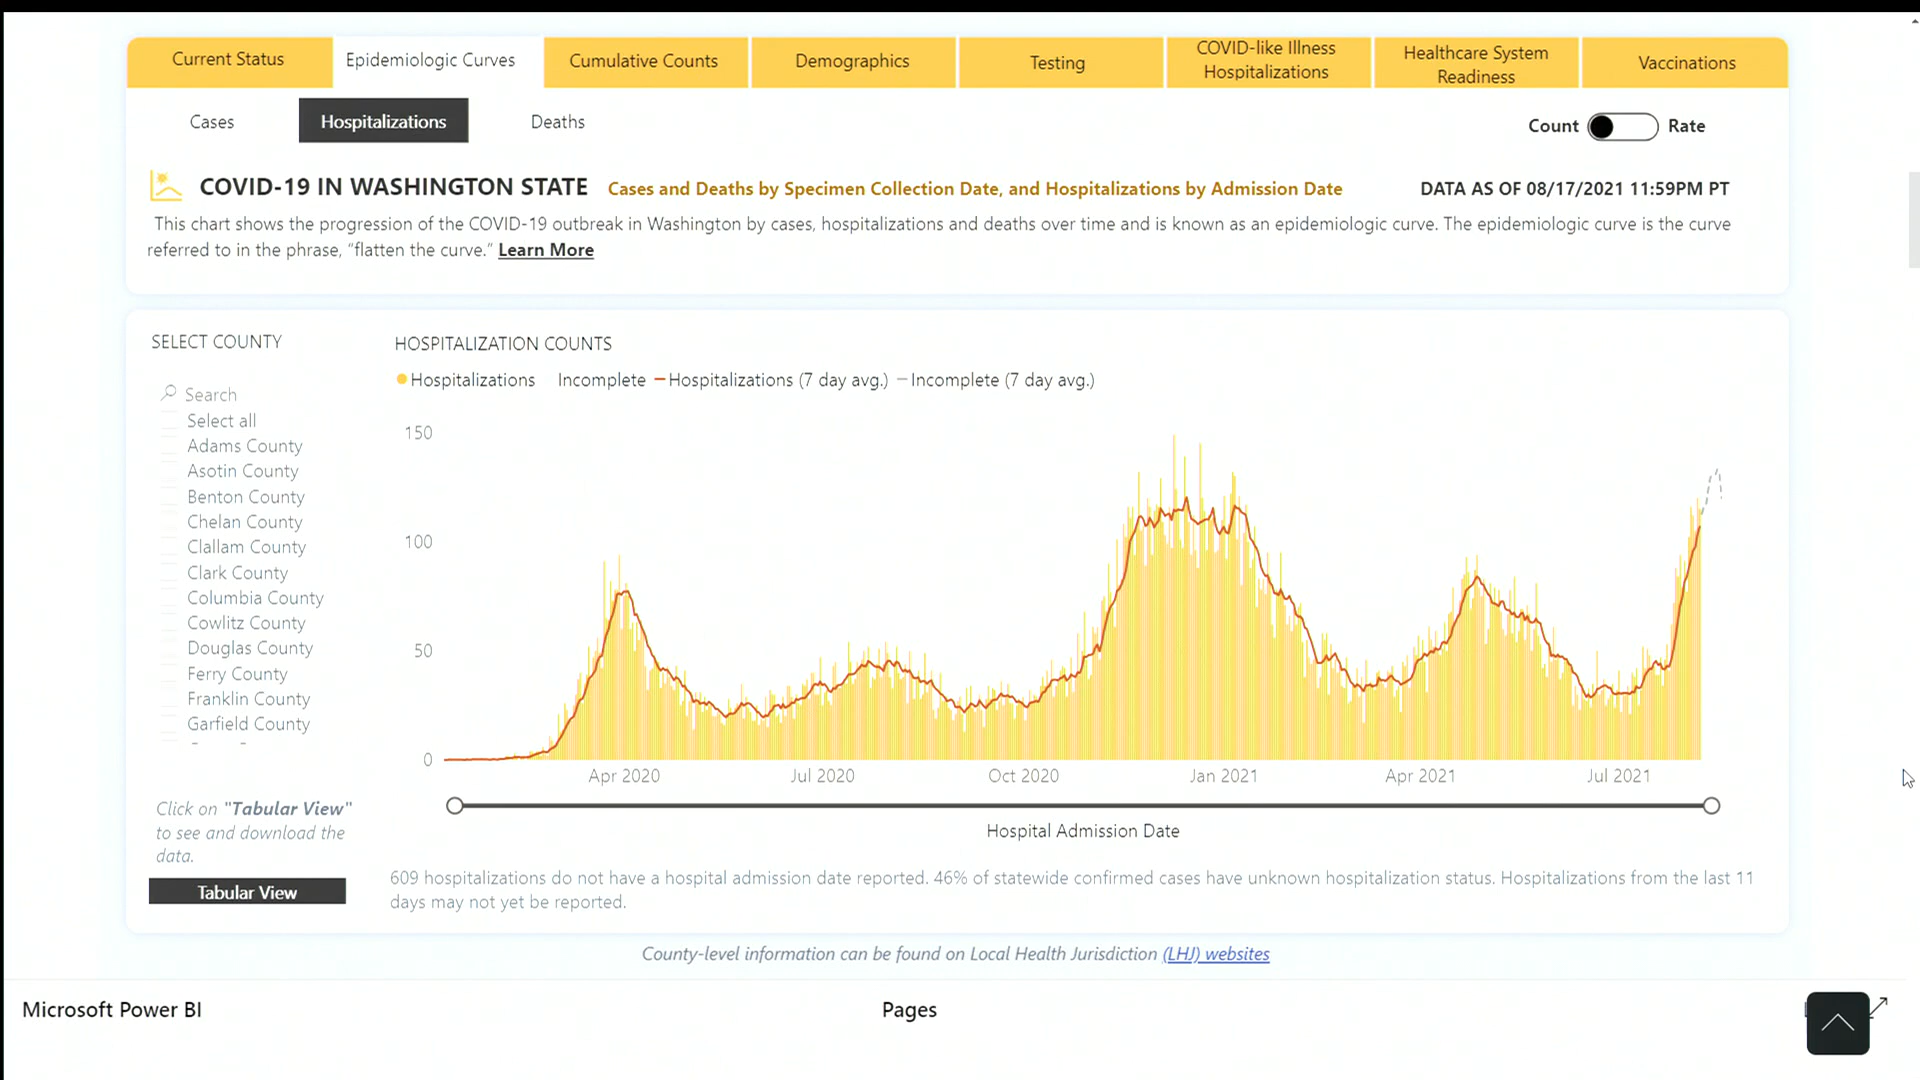 Current Status
Epidemiologic Curves
Cumulative Counts
Demographics
Testing
COVID-like Illness
Hospitalizations
Healthcare System
Readiness
Vaccinations
Cases
Hospitalizations
Deaths
Count
Rate
COVID-19 IN WASHINGTON STATE
Cases and Deaths by Specimen Collection Date, and Hospitalizations by Admission Date
DATA AS OF 08/17/2021 11:59PM PT
This chart shows the progression of the COVID-19 outbreak in Washington by cases, hospitalizations and deaths over time and is known as an epidemiologic curve. The epidemiologic curve is the curve
referred to in the phrase, “flatten the curve.” Learn More
SELECT COUNTY
Search
Select all
Adams County
Asotin County
Benton County
Chelan County
Clallam County
Clark County
Columbia County
Cowlitz County
Douglas County
Ferry County
Franklin County
Garfield County
Click on "Tabular View"
to see and download the
data.
Tabular View
HOSPITALIZATION COUNTS
Hospitalizations
Incomplete
Hospitalizations (7 day avg.)
Incomplete (7 day avg.)
150
100
50
0
Apr 2020
Jul 2020
Oct 2020
Jan 2021
Apr 2021
Jul 2021
Hospital Admission Date
609 hospitalizations do not have a hospital admission date reported. 46% of statewide confirmed cases have unknown hospitalization status. Hospitalizations from the last 11
days may not yet be reported.
County-level information can be found on Local Health Jurisdiction (LHJ) websites
Microsoft Power BI
Pages